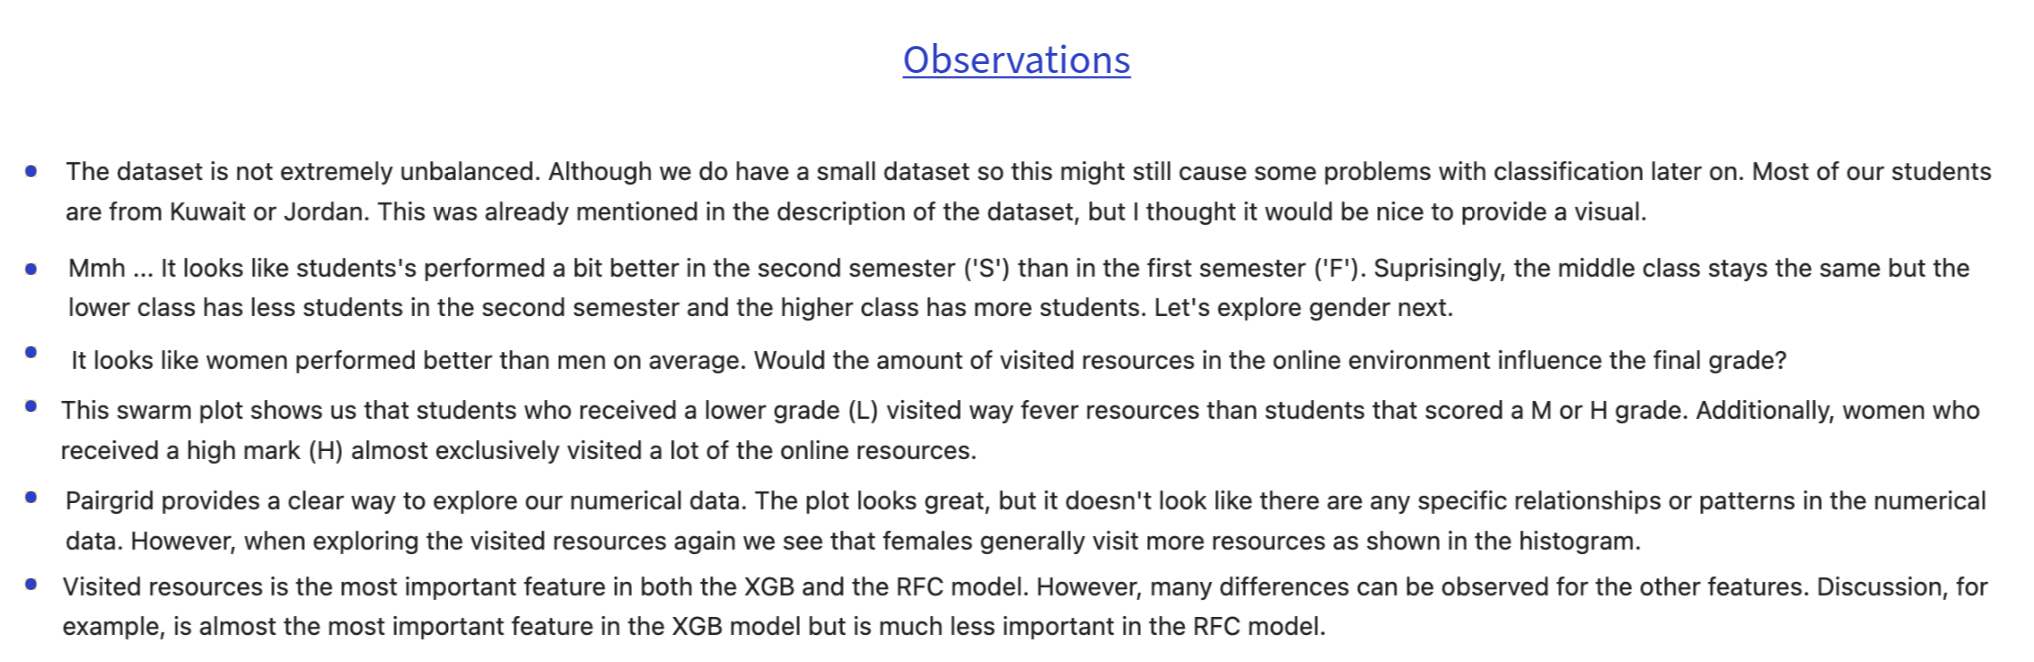 Observations
• The dataset is not extremely unbalanced. Although we do have a small dataset so this might still cause some problems with classification later on. Most of our students
are from Kuwait or Jordan. This was already mentioned in the description of the dataset, but I thought it would be nice to provide a visual.
• Mmh ... It looks like students's performed a bit better in the second semester ('S') than in the first semester ('F'). Suprisingly, the middle class stays the same but the
lower class has less students in the second semester and the higher class has more students. Let's explore gender next.
• It looks like women performed better than men on average. Would the amount of visited resources in the online environment influence the final grade?
• This swarm plot shows us that students who received a lower grade (L) visited way fever resources than students that scored a M or H grade. Additionally, women who
received a high mark (H) almost exclusively visited a lot of the online resources.
• Pairgrid provides a clear way to explore our numerical data. The plot looks great, but it doesn't look like there are any specific relationships or patterns in the numerical
data. However, when exploring the visited resources again we see that females generally visit more resources as shown in the histogram.
• Visited resources is the most important feature in both the XGB and the RFC model. However, many differences can be observed for the other features. Discussion, for
example, is almost the most important feature in the XGB model but is much less important in the RFC model.